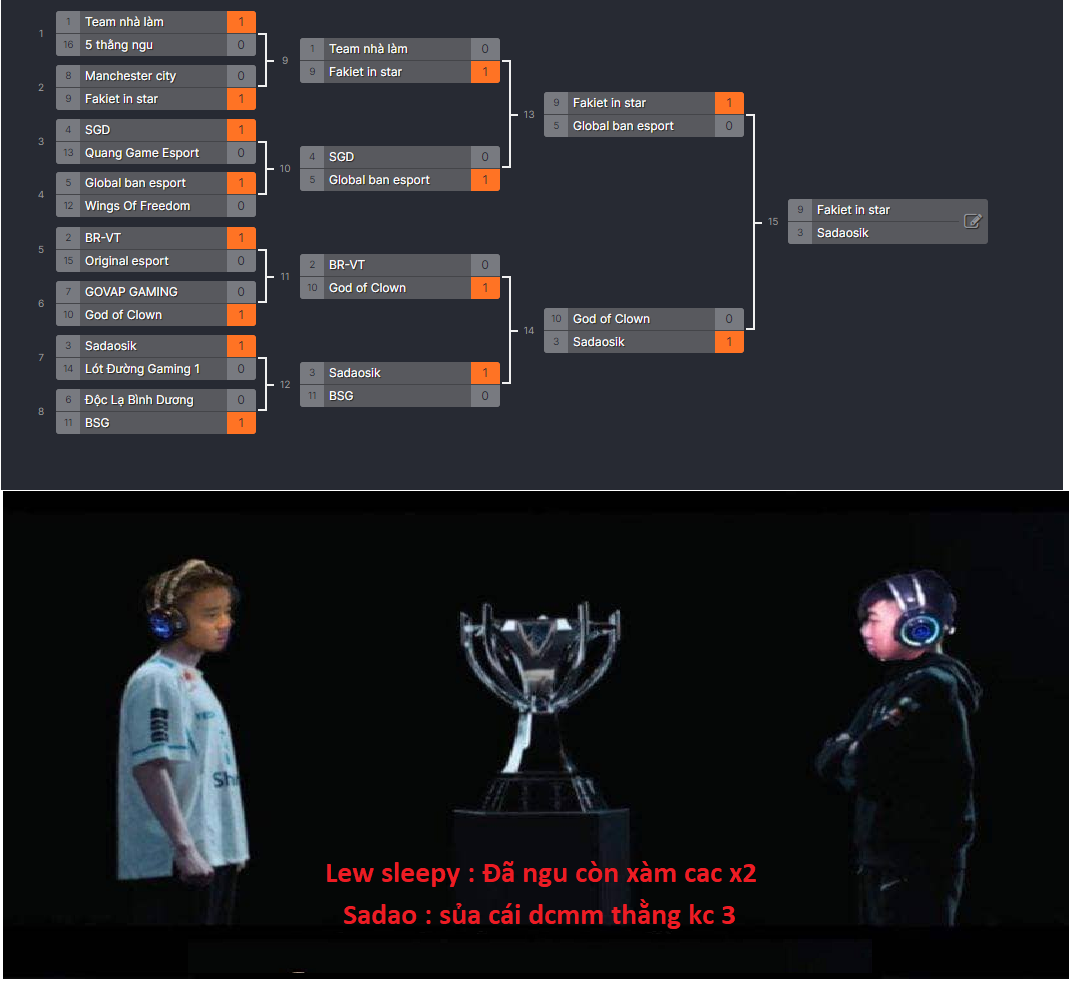 1
1 Team nhà làm 1
16 5 thằng ngu 0
2
8 Manchester city 0
9 Fakiet in star 1
3
4 SGD 1
13 Quang Game Esport 0
4
5 Global ban esport 1
12 Wings Of Freedom 0
5
2 BR-VT 1
15 Original esport 0
6
7 GOVAP GAMING 0
10 God of Clown 1
7
3 Sadaosik 1
14 Lót Đường Gaming 1 0
8
6 Độc Lạ Bình Dương 0
11 BSG 1
9
1 Team nhà làm 0
9 Fakiet in star 1
10
4 SGD 0
5 Global ban esport 1
11
2 BR-VT 0
10 God of Clown 1
12
3 Sadaosik 1
11 BSG 0
13
9 Fakiet in star 1
5 Global ban esport 0
14
10 God of Clown 0
3 Sadaosik 1
15
9 Fakiet in star
3 Sadaosik
Lew sleepy : Đã ngu còn xàm cac x2
Sadao : sủa cái dcmm thằng kc 3